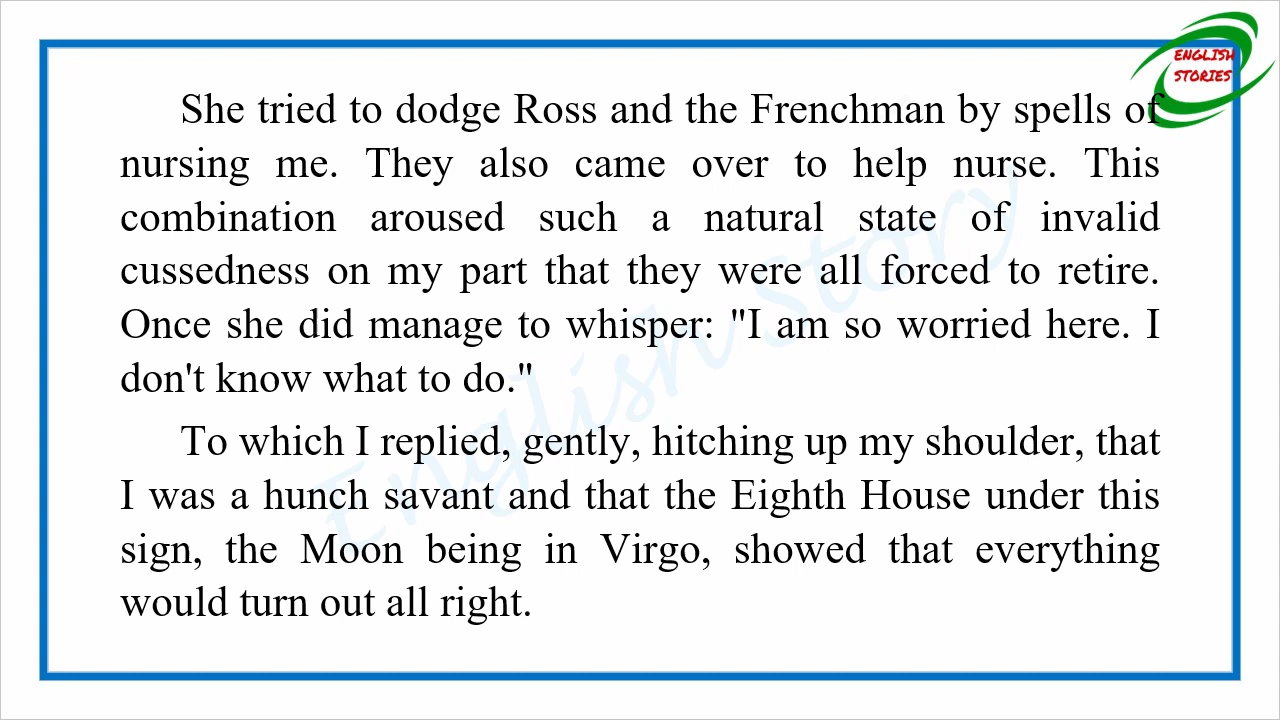 ENGLISH
STORIES
She tried to dodge Ross and the Frenchman by spells of
nursing me. They also came over to help nurse. This
combination aroused such a natural state of invalid
cussedness on my part that they were all forced to retire.
Once she did manage to whisper: "I am so worried here. I
don't know what to do."
To which I replied, gently, hitching up my shoulder, that
I was a hunch savant and that the Eighth House under this
sign, the Moon being in Virgo, showed that everything
would turn out all right.
English Story